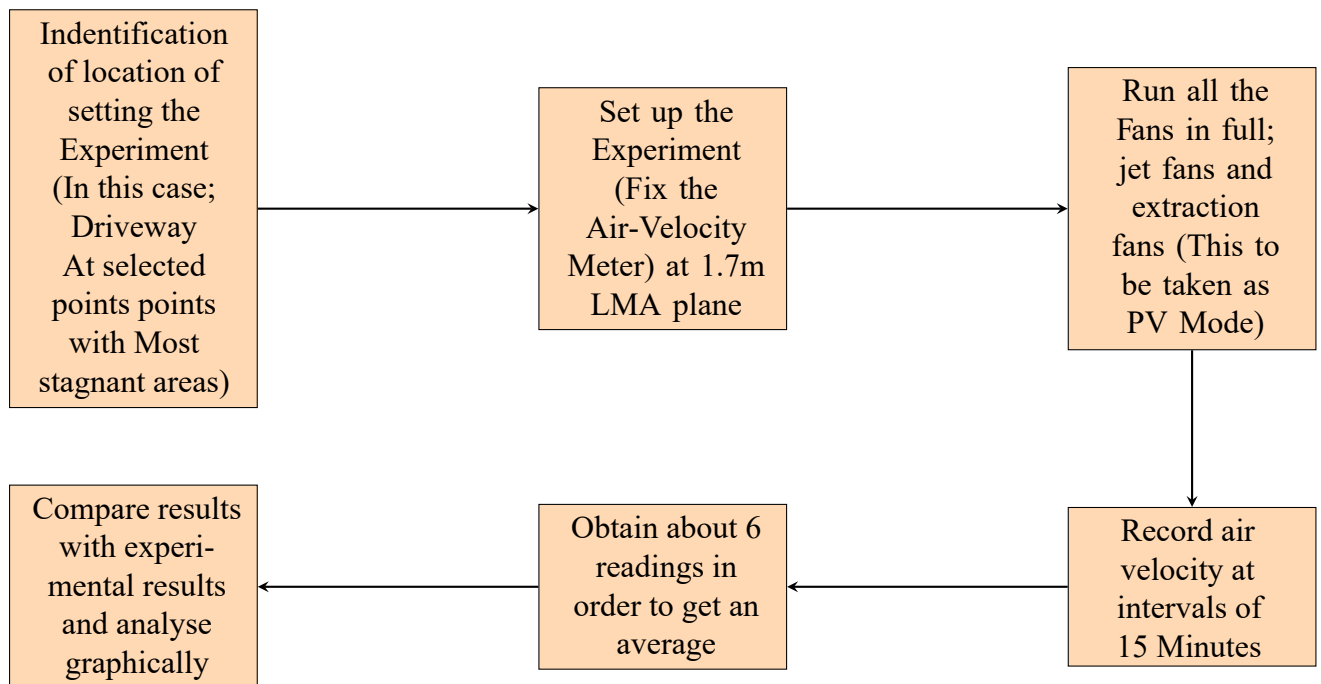 Indentification
of location of
setting the
Experiment
(In this case;
Driveway
At selected
points points
with Most
stagnant areas)
Set up the
Experiment
(Fix the
Air-Velocity
Meter) at 1.7m
LMA plane
Run all the
Fans in full;
jet fans and
extraction
fans (This to
be taken as
PV Mode)
Record air
velocity at
intervals of
15 Minutes
Obtain about 6
readings in
order to get an
average
Compare results
with experi-
mental results
and analyse
graphically